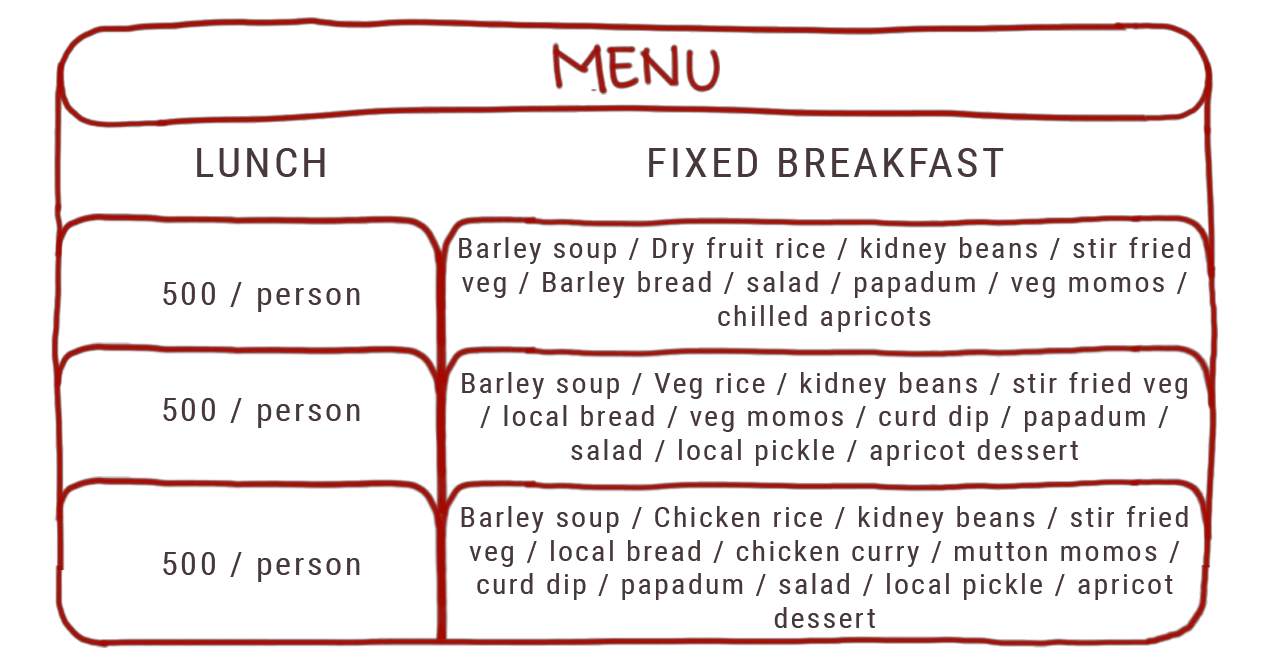 MENU
LUNCH
FIXED BREAKFAST
500 / person
Barley soup / Dry fruit rice / kidney beans / stir fried
veg / Barley bread / salad / papadum / veg momos /
chilled apricots
500 / person
Barley soup / Veg rice / kidney beans / stir fried veg
/ local bread / veg momos / curd dip / papadum /
salad / local pickle / apricot dessert
500 / person
Barley soup / Chicken rice / kidney beans / stir fried
veg / local bread / chicken curry / mutton momos /
curd dip / papadum / salad / local pickle / apricot
dessert